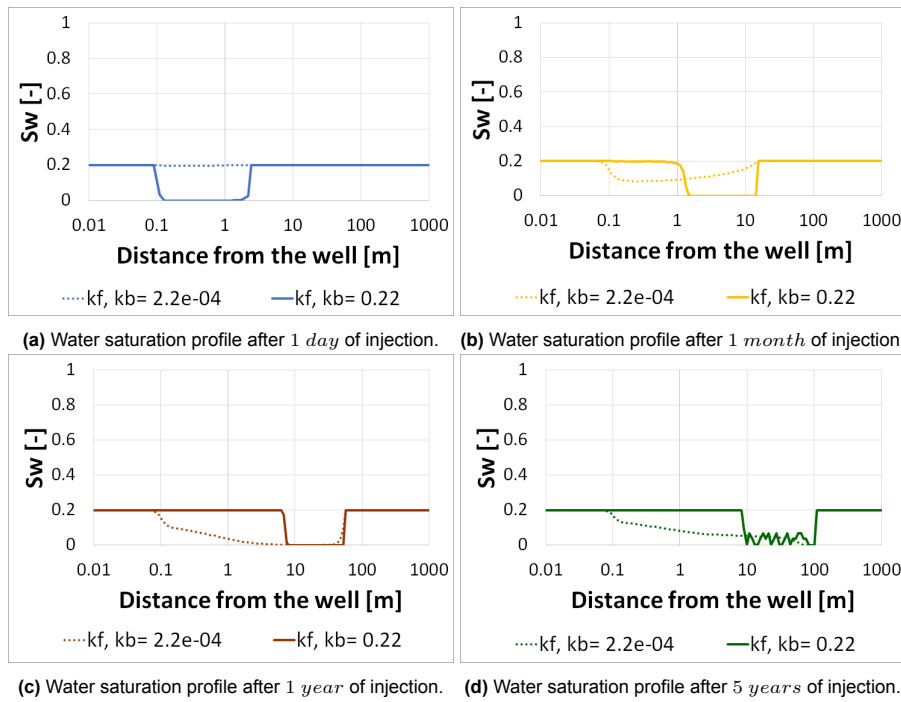 1
0.8
0.6
0.4
0.2
0
Sw [-]
0.01 0.1 1 10 100 1000
Distance from the well [m]
kf, kb= 2.2e-04 kf, kb= 0.22
(a) Water saturation profile after 1 day of injection.
1
0.8
0.6
0.4
0.2
0
Sw [-]
0.01 0.1 1 10 100 1000
Distance from the well [m]
kf, kb= 2.2e-04 kf, kb= 0.22
(b) Water saturation profile after 1 month of injection
1
0.8
0.6
0.4
0.2
0
Sw [-]
0.01 0.1 1 10 100 1000
Distance from the well [m]
kf, kb= 2.2e-04 kf, kb= 0.22
(c) Water saturation profile after 1 year of injection.
1
0.8
0.6
0.4
0.2
0
Sw [-]
0.01 0.1 1 10 100 1000
Distance from the well [m]
kf, kb= 2.2e-04 kf, kb= 0.22
(d) Water saturation profile after 5 years of injection.